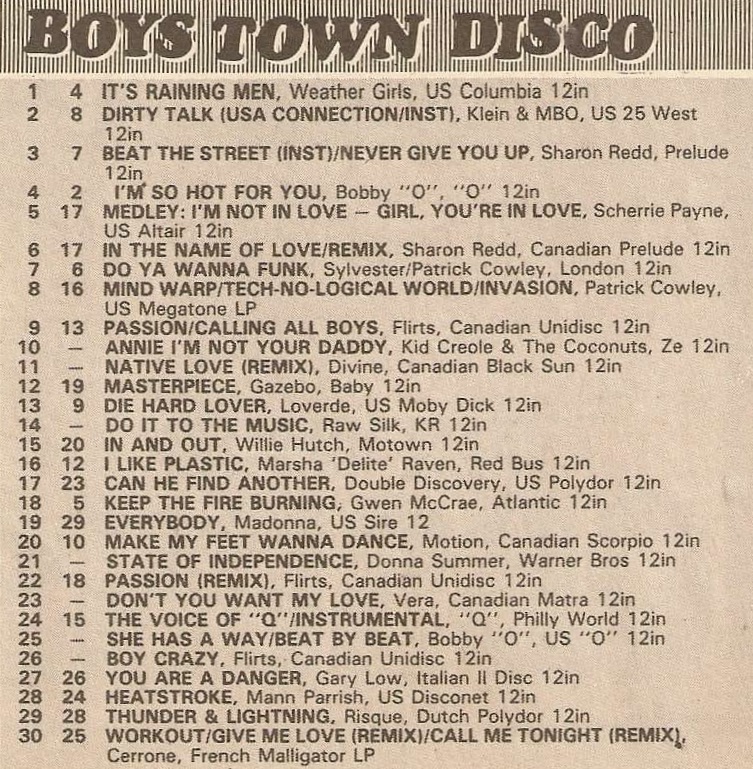 BOYS TOWN DISCO
1 4 IT'S RAINING MEN, Weather Girls, US Columbia 12in
2 8 DIRTY TALK (USA CONNECTION/INST), Klein & MBO, US 25 West
12in
3 7 BEAT THE STREET (INST)/NEVER GIVE YOU UP, Sharon Redd, Prelude
12in
4 2 I'M SO HOT FOR YOU, Bobby "O", "O" 12in
5 17 MEDLEY: I'M NOT IN LOVE — GIRL, YOU'RE IN LOVE, Scherrie Payne,
US Altair 12in
6 17 IN THE NAME OF LOVE/REMIX, Sharon Redd, Canadian Prelude 12in
7 6 DO YA WANNA FUNK, Sylvester/Patrick Cowley, London 12in
8 16 MIND WARP/TECH-NO-LOGICAL WORLD/INVASION, Patrick Cowley,
US Megatone LP
9 13 PASSION/CALLING ALL BOYS, Flirts, Canadian Unidisc 12in
10 — ANNIE I'M NOT YOUR DADDY, Kid Creole & The Coconuts, Ze 12in
11 — NATIVE LOVE (REMIX), Divine, Canadian Black Sun 12in
12 19 MASTERPIECE, Gazebo, Baby 12in
13 9 DIE HARD LOVER, Loverde, US Moby Dick 12in
14 — DO IT TO THE MUSIC, Raw Silk, KR 12in
15 20 IN AND OUT, Willie Hutch, Motown 12in
16 12 I LIKE PLASTIC, Marsha 'Delite' Raven, Red Bus 12in
17 23 CAN HE FIND ANOTHER, Double Discovery, US Polydor 12in
18 5 KEEP THE FIRE BURNING, Gwen McCrae, Atlantic 12in
19 29 EVERYBODY, Madonna, US Sire 12
20 10 MAKE MY FEET WANNA DANCE, Motion, Canadian Scorpio 12in
21 — STATE OF INDEPENDENCE, Donna Summer, Warner Bros 12in
22 18 PASSION (REMIX), Flirts, Canadian Unidisc 12in
23 — DON'T YOU WANT MY LOVE, Vera, Canadian Matra 12in
24 15 THE VOICE OF "Q"/INSTRUMENTAL, "Q", Philly World 12in
25 — SHE HAS A WAY/BEAT BY BEAT, Bobby "O", US "O" 12in
26 — BOY CRAZY, Flirts, Canadian Unidisc 12in
27 26 YOU ARE A DANGER, Gary Low, Italian Il Disc 12in
28 24 HEATSTROKE, Mann Parrish, US Disconet 12in
29 28 THUNDER & LIGHTNING, Risque, Dutch Polydor 12in
30 25 WORKOUT/GIVE ME LOVE (REMIX)/CALL ME TONIGHT (REMIX),
Cerrone, French Malligator LP